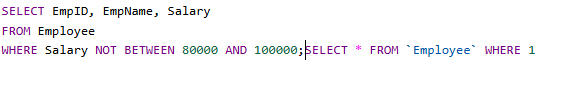 SELECT EmpID, EmpName, Salary
FROM Employee
WHERE Salary NOT BETWEEN 80000 AND 100000;SELECT * FROM `Employee` WHERE 1